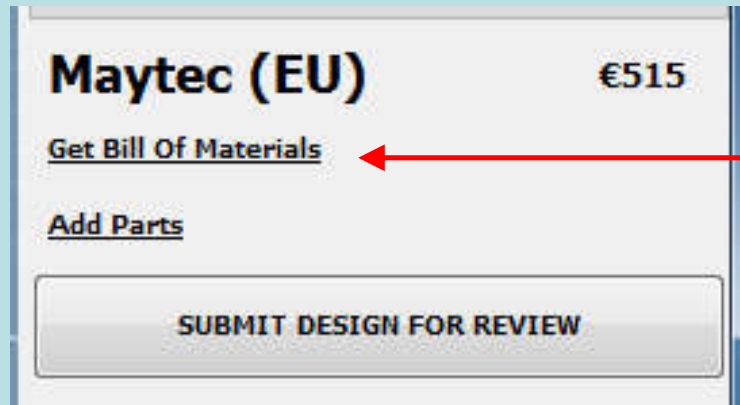 Maytec (EU) €515
Get Bill Of Materials
Add Parts
SUBMIT DESIGN FOR REVIEW